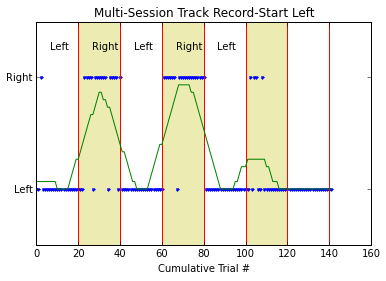 Multi-Session Track Record-Start Left
Left Right Left Right Left
Right
Left
0 20 40 60 80 100 120 140 160
Cumulative Trial #